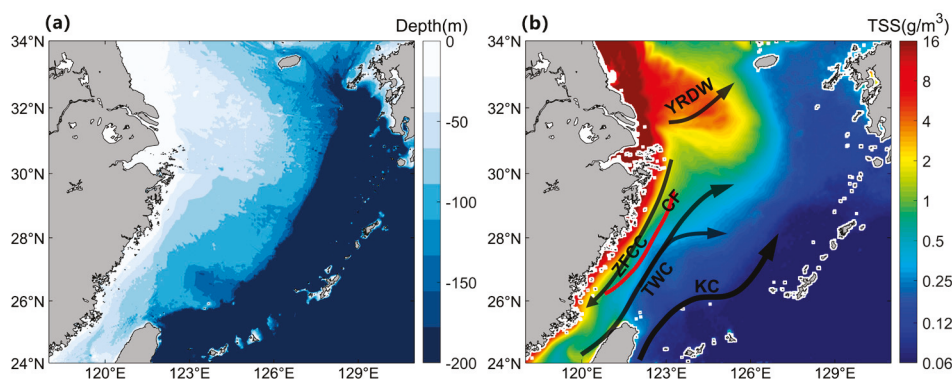 (a)
Depth(m)
34°N
32°N
30°N
28°N
26°N
24°N
120°E
123°E
126°E
129°E
0
-50
-100
-150
-200
(b)
TSS(g/m³)
34°N
32°N
30°N
28°N
26°N
24°N
120°E
123°E
126°E
129°E
16
8
4
2
1
0.5
0.25
0.12
0.06
YRDW
CF
ZFCC
TWC
KC